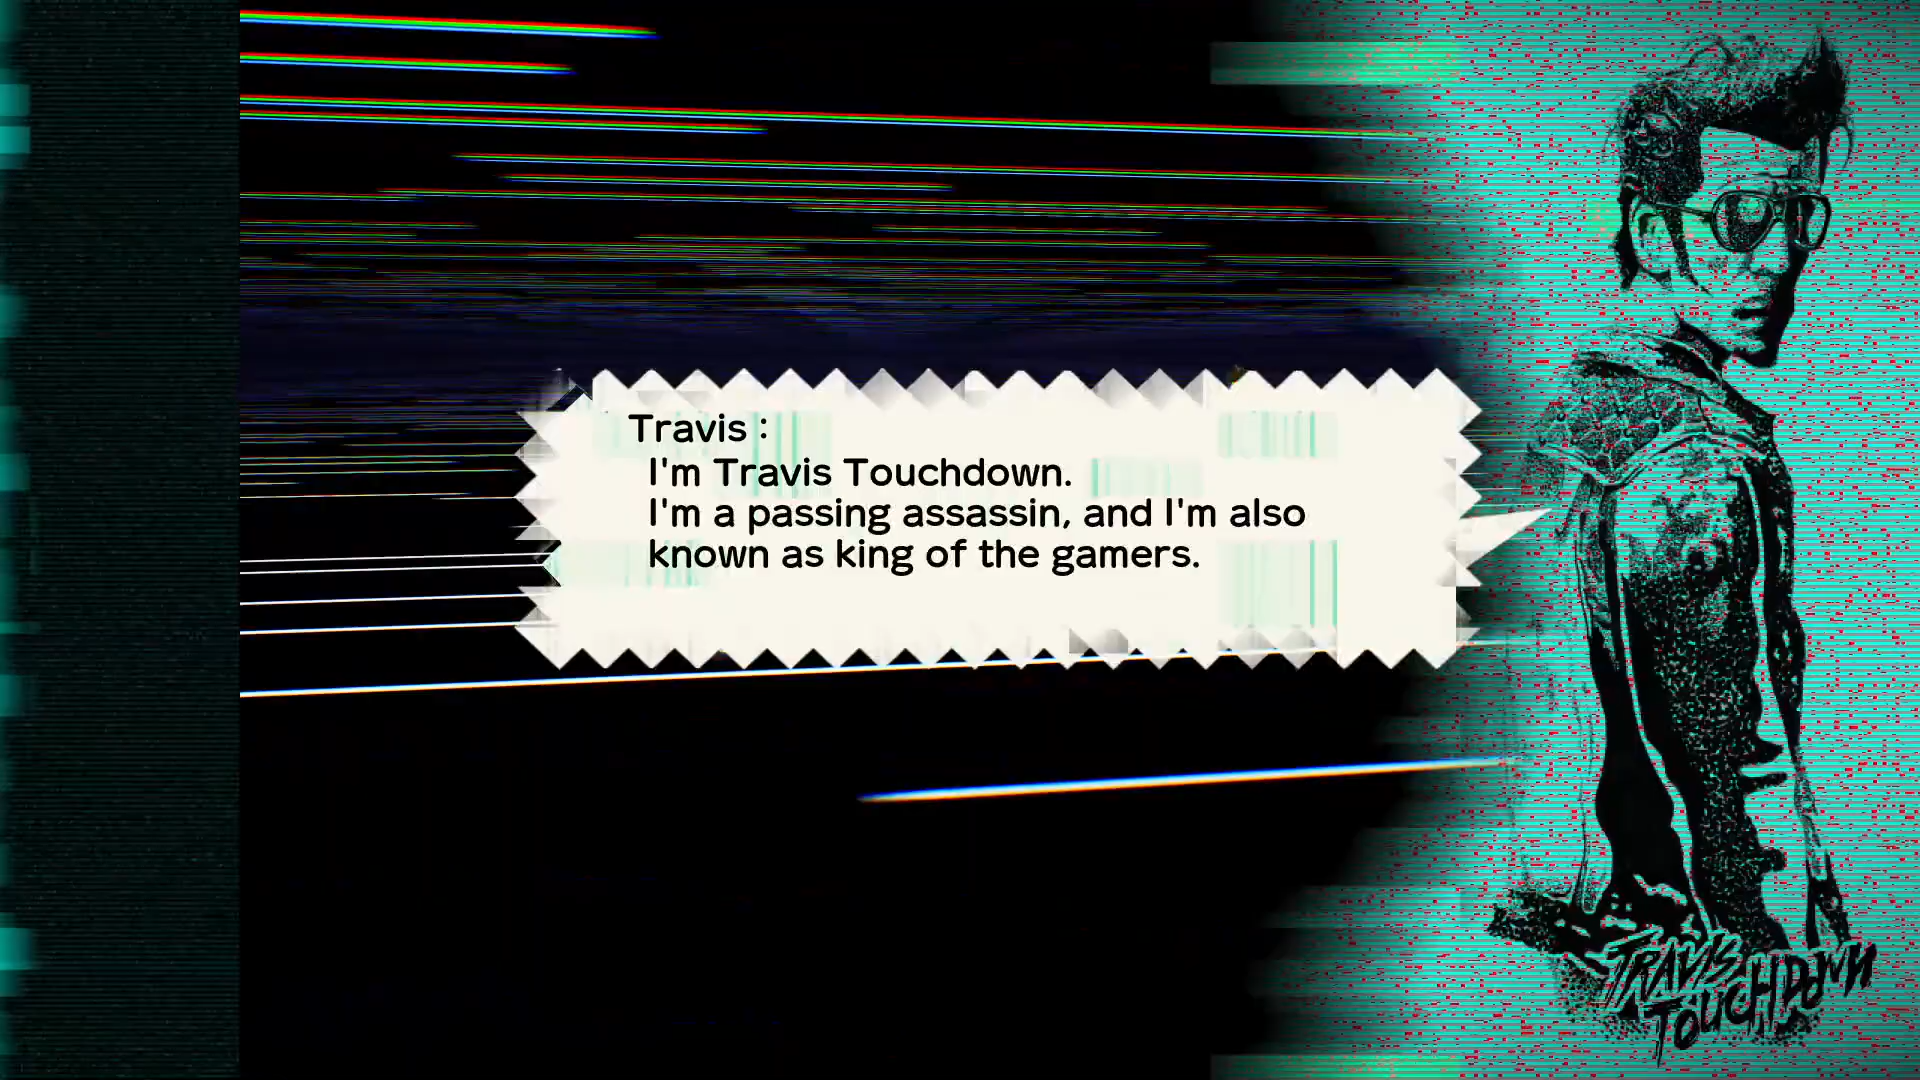 Travis :
I'm Travis Touchdown.
I'm a passing assassin, and I'm also
known as king of the gamers.
TRAVIS
TOUCHDOWN